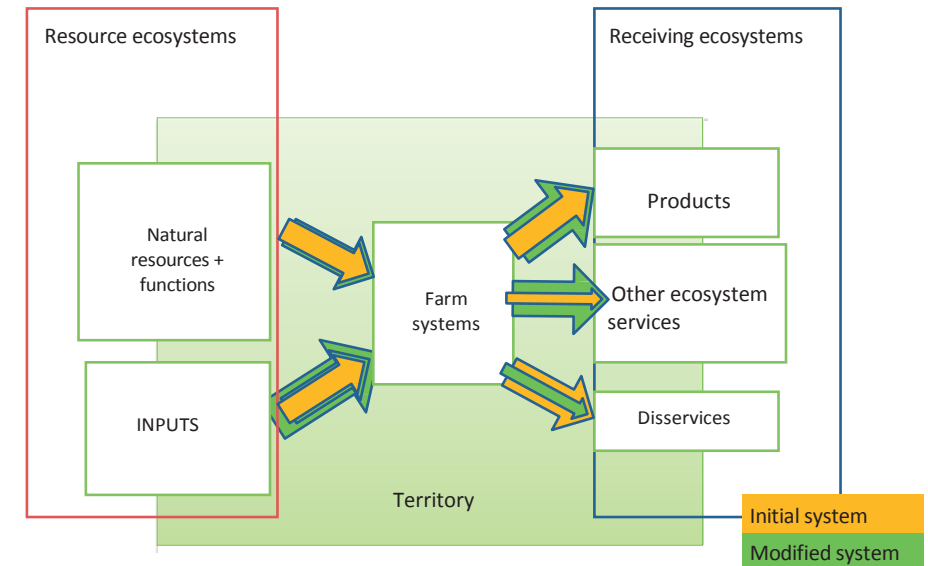 Resource ecosystems
Receiving ecosystems
Natural
resources +
functions
INPUTS
Farm
systems
Products
Other ecosystem
services
Disservices
Territory
Initial system
Modified system